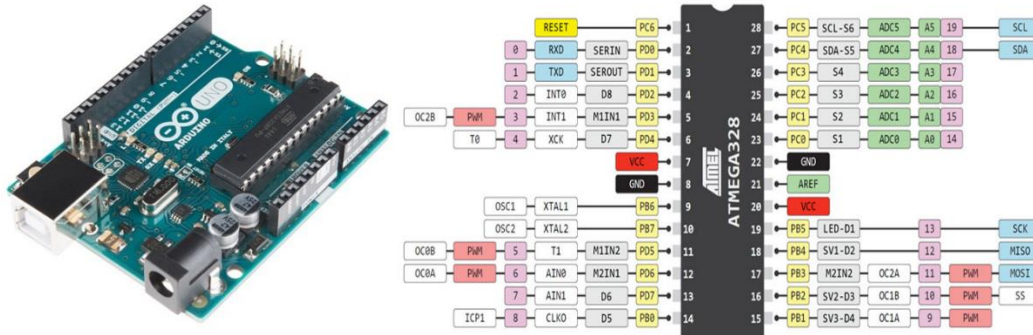 ARDUINO
UNO
ARDUINO
MADE IN ITALY
RESET PC6 1
0 RXD SERIN PD0 2
1 TXD SEROUT PD1 3
2 INT0 D8 PD2 4
OC2B PWM 3 INT1 M1IN1 PD3 5
T0 4 XCK D7 PD4 6
VCC 7
GND 8
OSC1 XTAL1 PB6 9
OSC2 XTAL2 PB7 10
OC0B PWM 5 T1 M1IN2 PD5 11
OC0A PWM 6 AIN0 M2IN1 PD6 12
7 AIN1 D6 PD7 13
ICP1 8 CLKO D5 PB0 14
ATMEL
ATMEGA328
28 PC5 SCL-S6 ADC5 A5 19 SCL
27 PC4 SDA-S5 ADC4 A4 18 SDA
26 PC3 S4 ADC3 A3 17
25 PC2 S3 ADC2 A2 16
24 PC1 S2 ADC1 A1 15
23 PC0 S1 ADC0 A0 14
22 GND
21 AREF
20 VCC
19 PB5 LED-D1 13 SCK
18 PB4 SV1-D2 12 MISO
17 PB3 M2IN2 OC2A 11 PWM MOSI
16 PB2 SV2-D3 OC1B 10 PWM SS
15 PB1 SV3-D4 OC1A 9 PWM